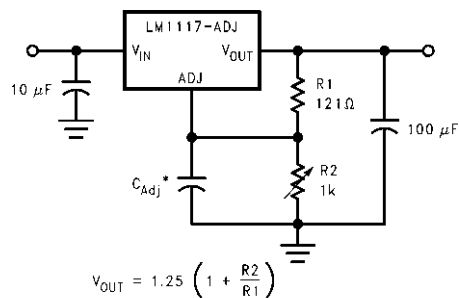 LM1117-ADJ
V_IN
V_OUT
ADJ
10 µF
R1
121Ω
100 µF
C_Adj*
R2
1k
V_OUT = 1.25 (1 + R2/R1)